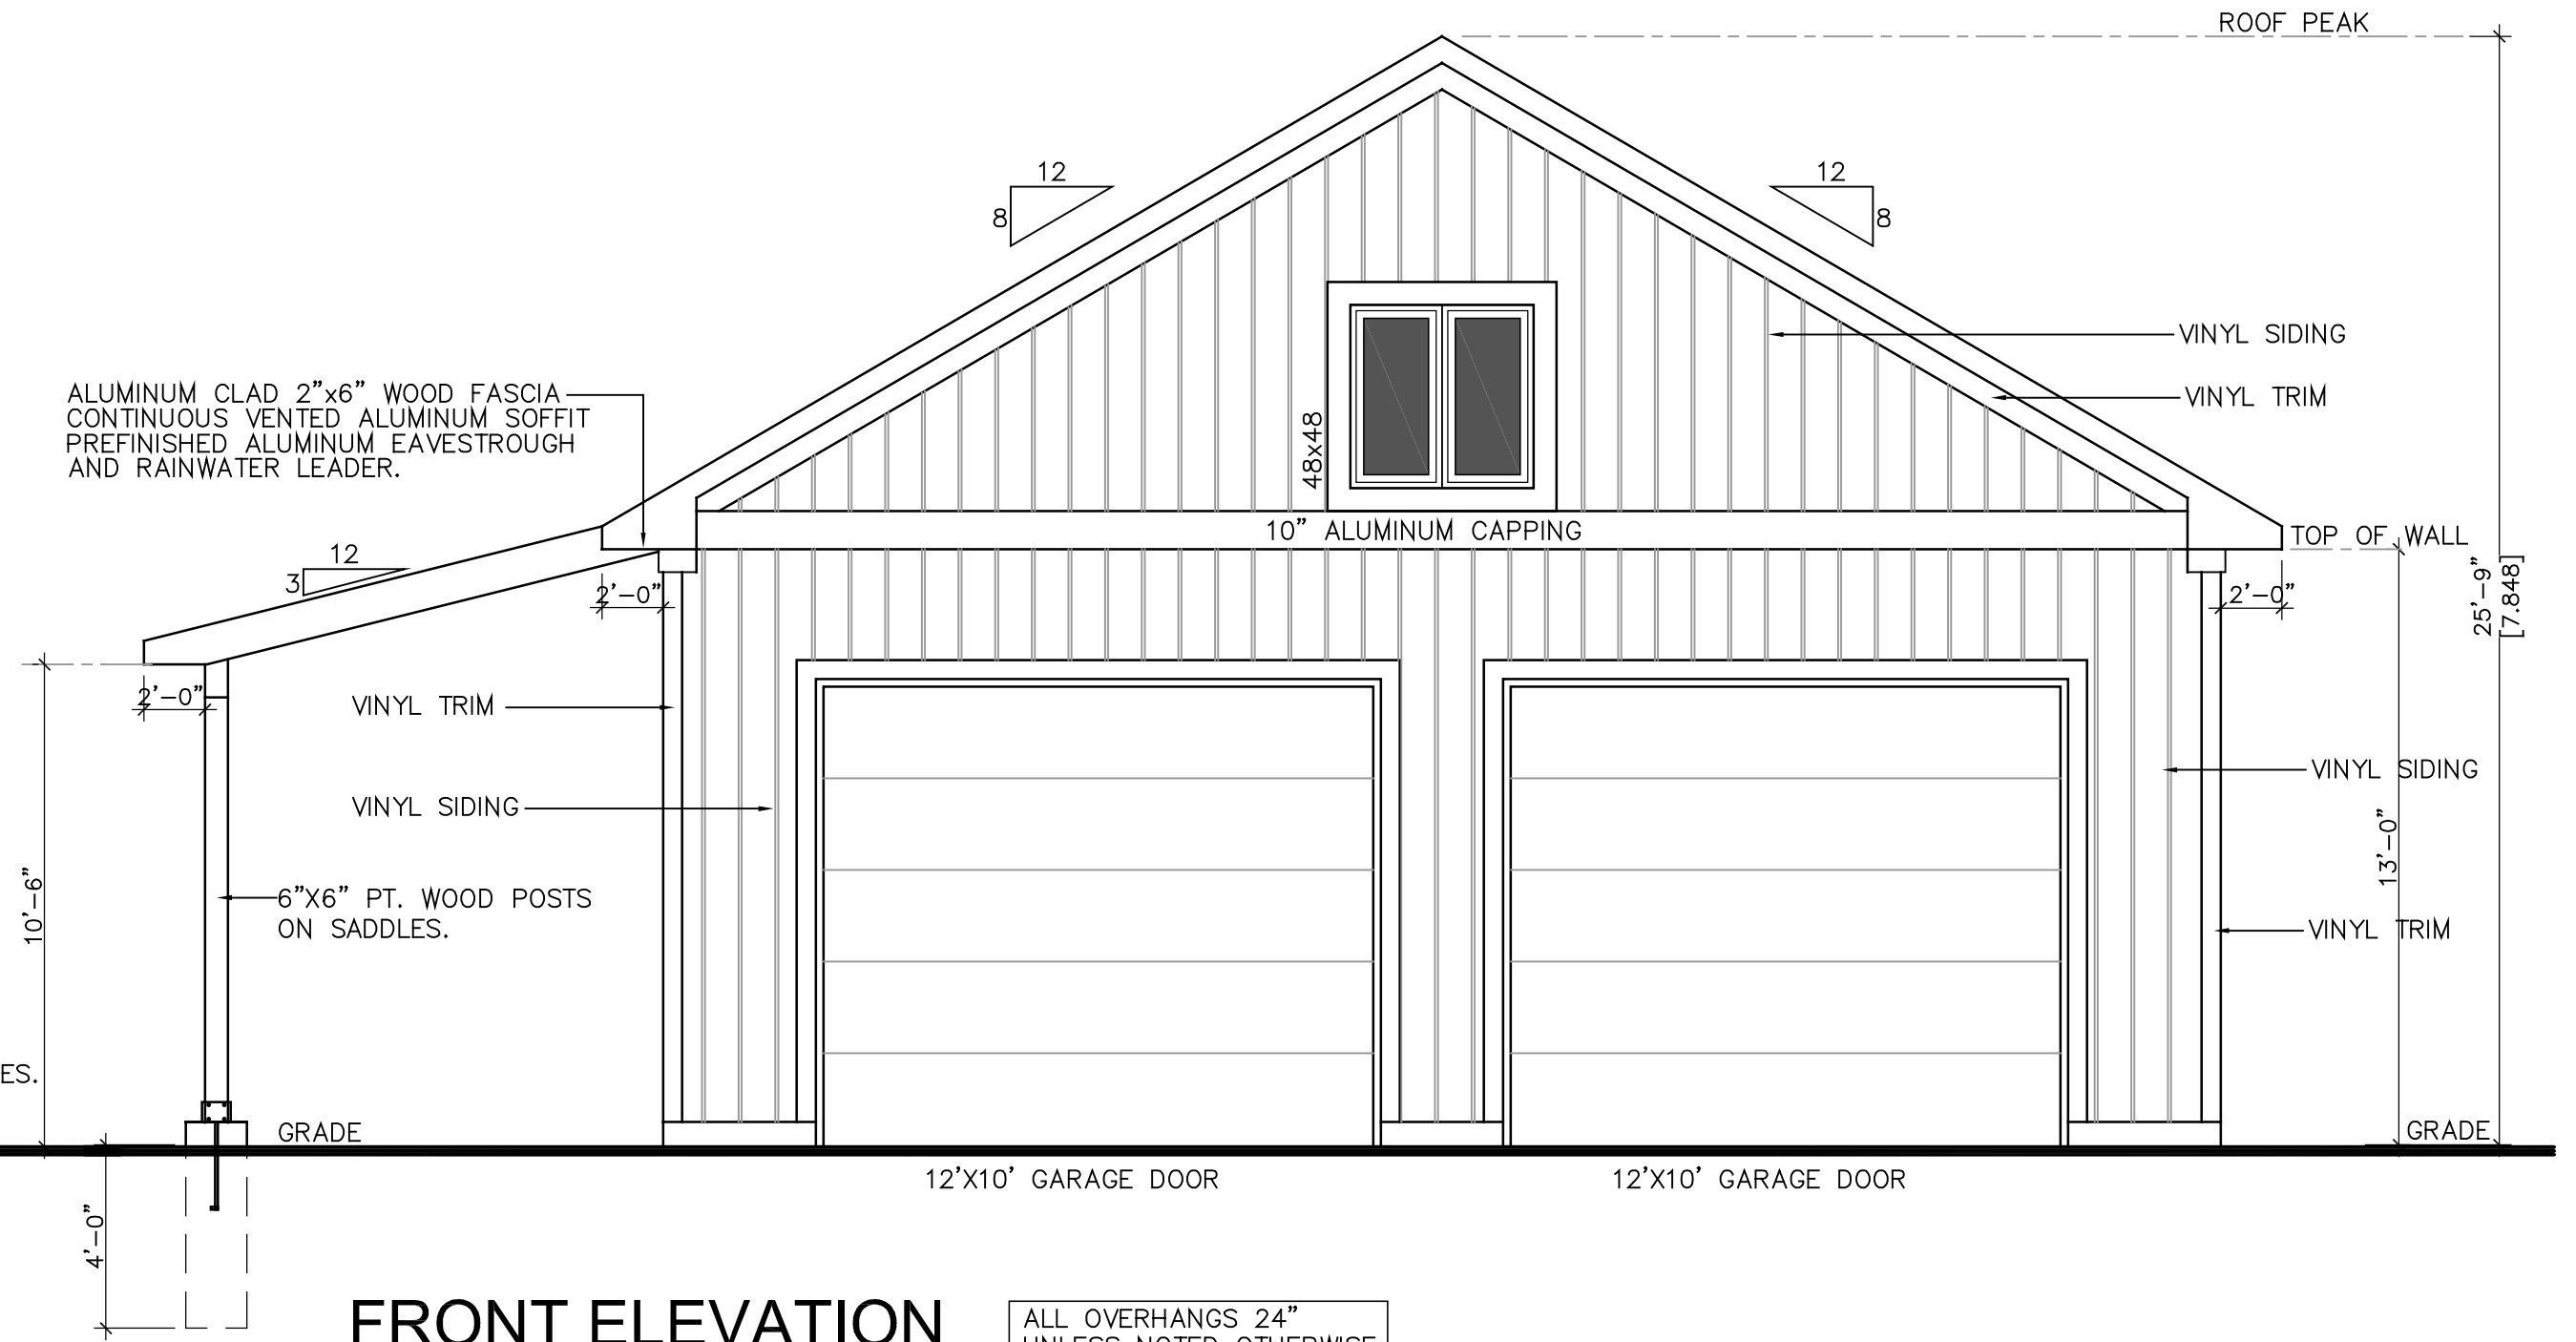 ROOF PEAK
12
8
12
8
VINYL SIDING
VINYL TRIM
ALUMINUM CLAD 2"x6" WOOD FASCIA
CONTINUOUS VENTED ALUMINUM SOFFIT
PREFINISHED ALUMINUM EAVESTROUGH
AND RAINWATER LEADER.
48x48
10" ALUMINUM CAPPING
TOP OF WALL
12
3
2'-0"
2'-0"
25'-9"
[7.848]
2'-0"
VINYL TRIM
VINYL SIDING
VINYL SIDING
13'-0"
10'-6"
6"X6" PT. WOOD POSTS
ON SADDLES.
VINYL TRIM
ES.
GRADE
GRADE
12'X10' GARAGE DOOR
12'X10' GARAGE DOOR
4'-0"
FRONT ELEVATION
ALL OVERHANGS 24"
UNLESS NOTED OTHERWISE